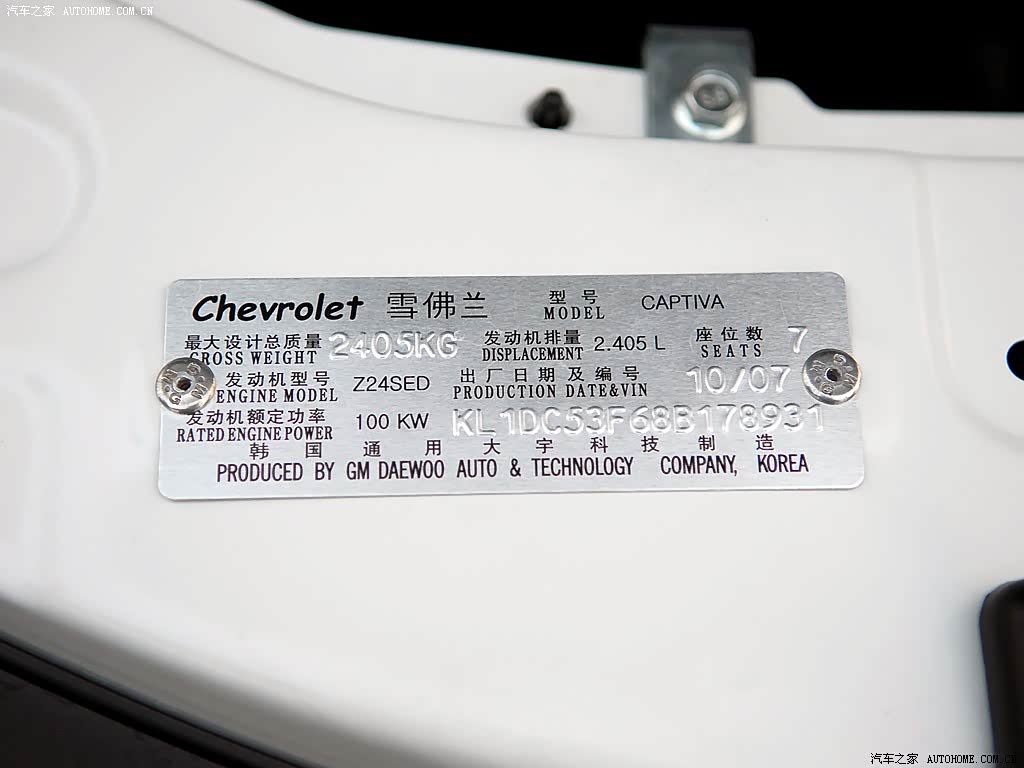 汽车之家 AUTOHOME.COM.CN
Chevrolet 雪佛兰 型号 CAPTIVA
MODEL
最大设计总质量 2405KG 发动机排量 2.405 L 座位数 7
GROSS WEIGHT DISPLACEMENT SEATS
发动机型号 Z24SED 出厂日期及编号 10/07
ENGINE MODEL PRODUCTION DATE&VIN
发动机额定功率 100 KW KL1DC53F68B178931
RATED ENGINE POWER
韩国通用大宇科技制造
PRODUCED BY GM DAEWOO AUTO & TECHNOLOGY COMPANY, KOREA
汽车之家 AUTOHOME.COM.CN